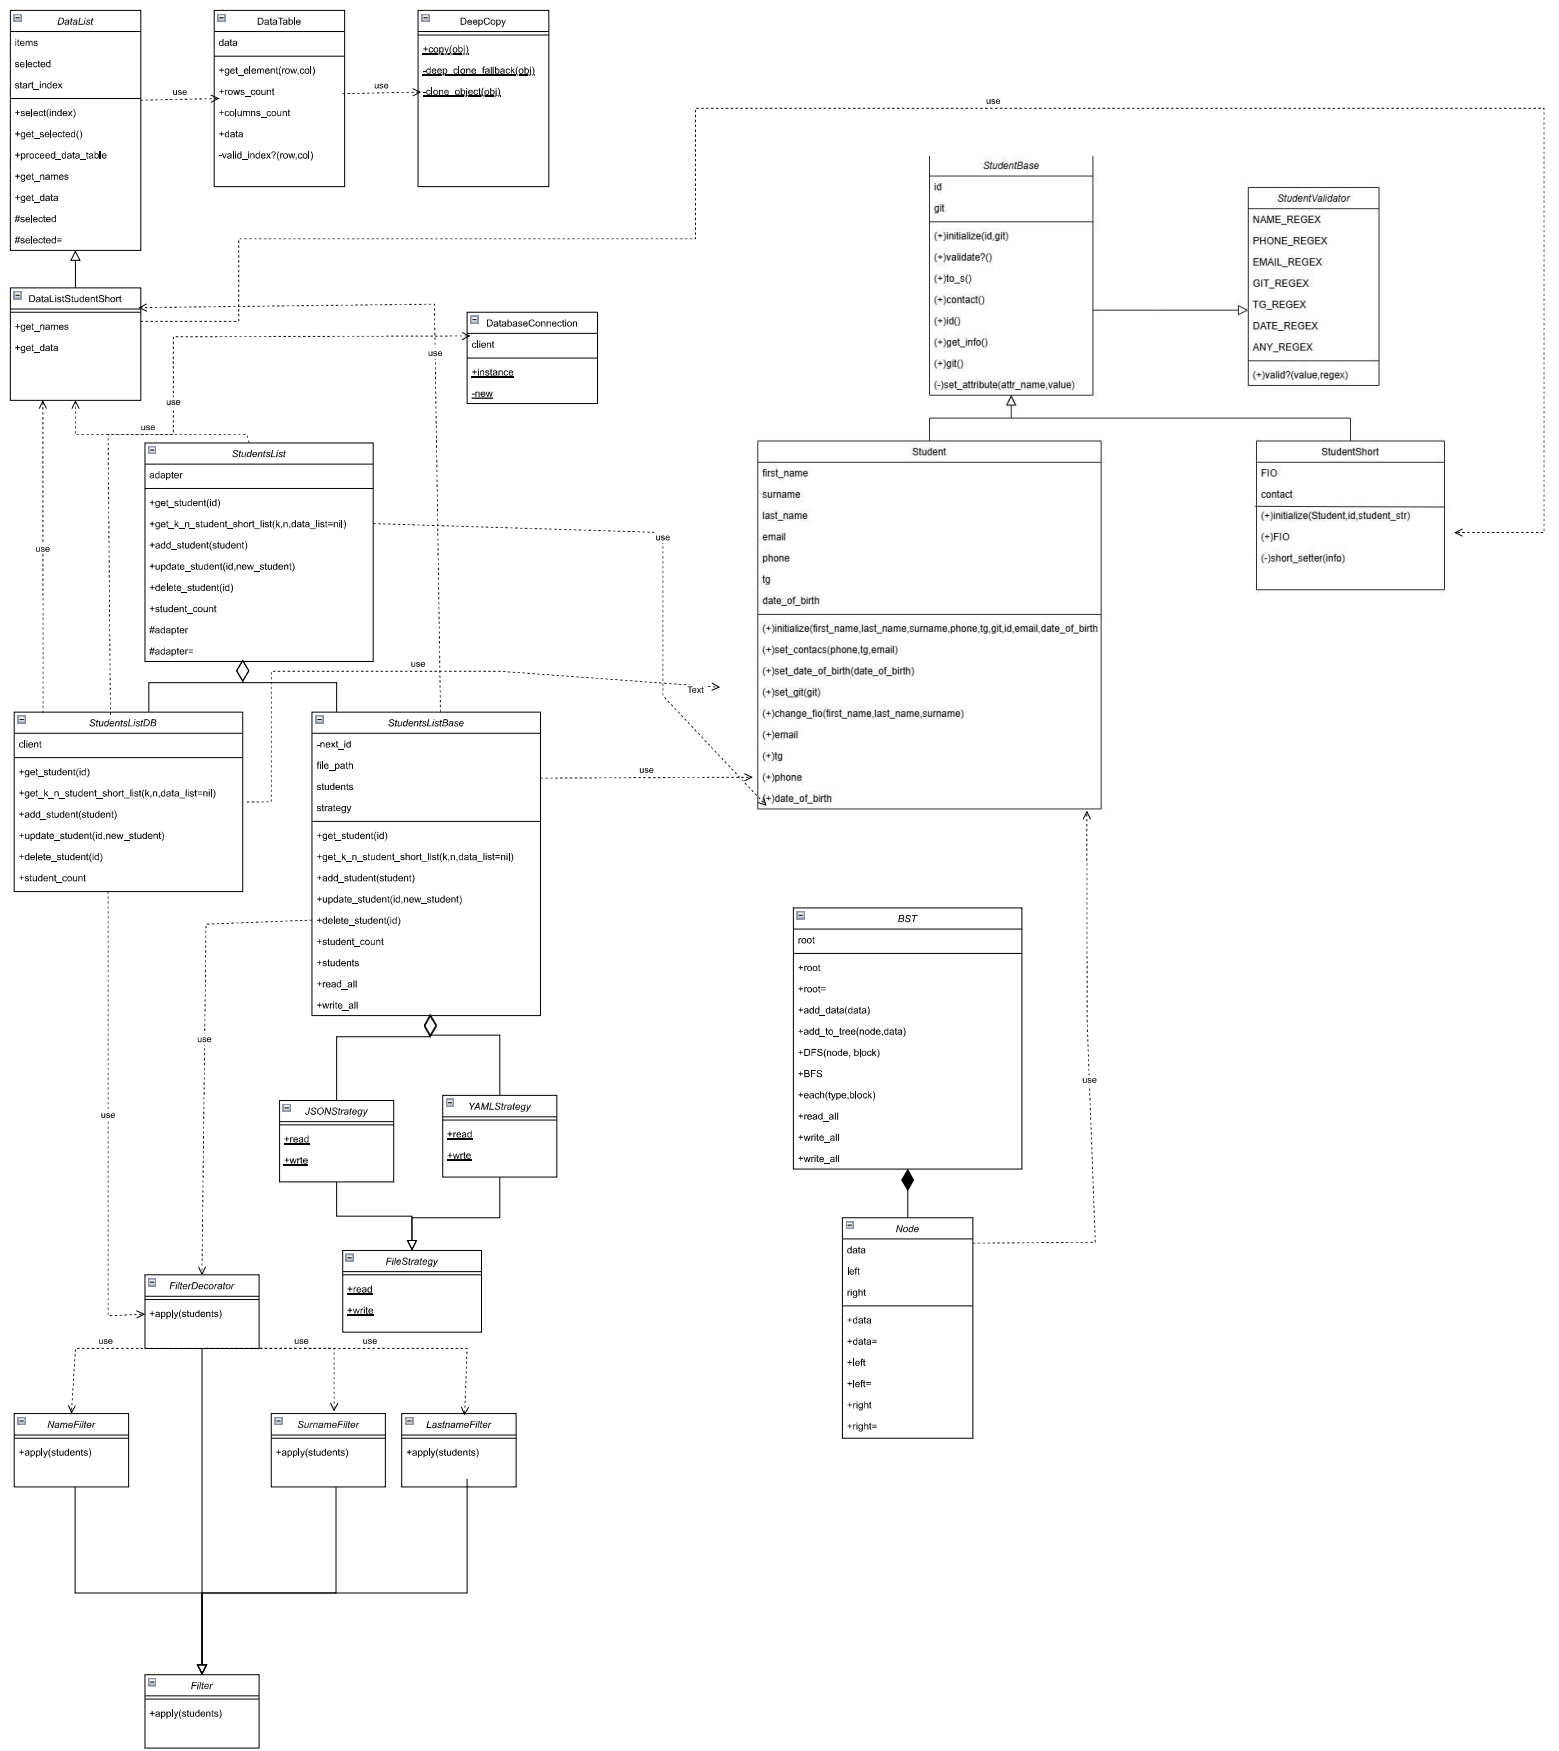 DataList
items
selected
start_index
+select(index)
+get_selected()
+proceed_data_table
+get_names
+get_data
#selected
#selected=
use
DataTable
data
+get_element(row,col)
+rows_count
+columns_count
+data
-valid_index?(row,col)
use
DeepCopy
+copy(obj)
-deep_clone_fallback(obj)
-clone_object(obj)
use
StudentBase
id
git
(+)initialize(id,git)
(+)validate?()
(+)to_s()
(+)contact()
(+)id()
(+)get_info()
(+)git()
(-)set_attribute(attr_name,value)
StudentValidator
NAME_REGEX
PHONE_REGEX
EMAIL_REGEX
GIT_REGEX
TG_REGEX
DATE_REGEX
ANY_REGEX
(+)valid?(value,regex)
DataListStudentShort
+get_names
+get_data
use
DatabaseConnection
client
+instance
-new
use
use
use
StudentsList
adapter
+get_student(id)
+get_k_n_student_short_list(k,n,data_list=nil)
+add_student(student)
+update_student(id,new_student)
+delete_student(id)
+student_count
#adapter
#adapter=
use
use
Text
Student
first_name
surname
last_name
email
phone
tg
date_of_birth
(+)initialize(first_name,last_name,surname,phone,tg,git,id,email,date_of_birth
(+)set_contacs(phone,tg,email)
(+)set_date_of_birth(date_of_birth)
(+)set_git(git)
(+)change_fio(first_name,last_name,surname)
(+)email
(+)tg
(+)phone
(+)date_of_birth
StudentShort
FIO
contact
(+)initialize(Student,id,student_str)
(+)FIO
(-)short_setter(info)
StudentsListDB
client
+get_student(id)
+get_k_n_student_short_list(k,n,data_list=nil)
+add_student(student)
+update_student(id,new_student)
+delete_student(id)
+student_count
StudentsListBase
-next_id
file_path
students
strategy
+get_student(id)
+get_k_n_student_short_list(k,n,data_list=nil)
+add_student(student)
+update_student(id,new_student)
+delete_student(id)
+student_count
+students
+read_all
+write_all
use
BST
root
+root
+root=
+add_data(data)
+add_to_tree(node,data)
+DFS(node, block)
+BFS
+each(type,block)
+read_all
+write_all
+write_all
use
use
use
JSONStrategy
+read
+wrte
YAMLStrategy
+read
+wrte
Node
data
left
right
+data
+data=
+left
+left=
+right
+right=
FileStrategy
+read
+write
FilterDecorator
+apply(students)
use
use
use
NameFilter
+apply(students)
SurnameFilter
+apply(students)
LastnameFilter
+apply(students)
Filter
+apply(students)